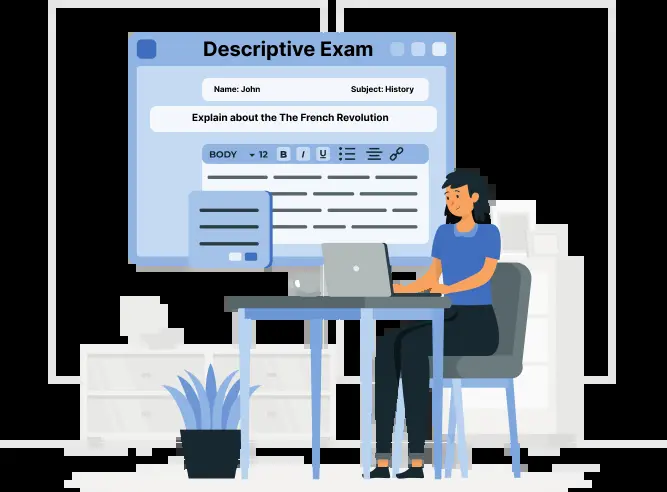 Descriptive Exam
Name: John Subject: History
Explain about the The French Revolution
BODY 12 B I U